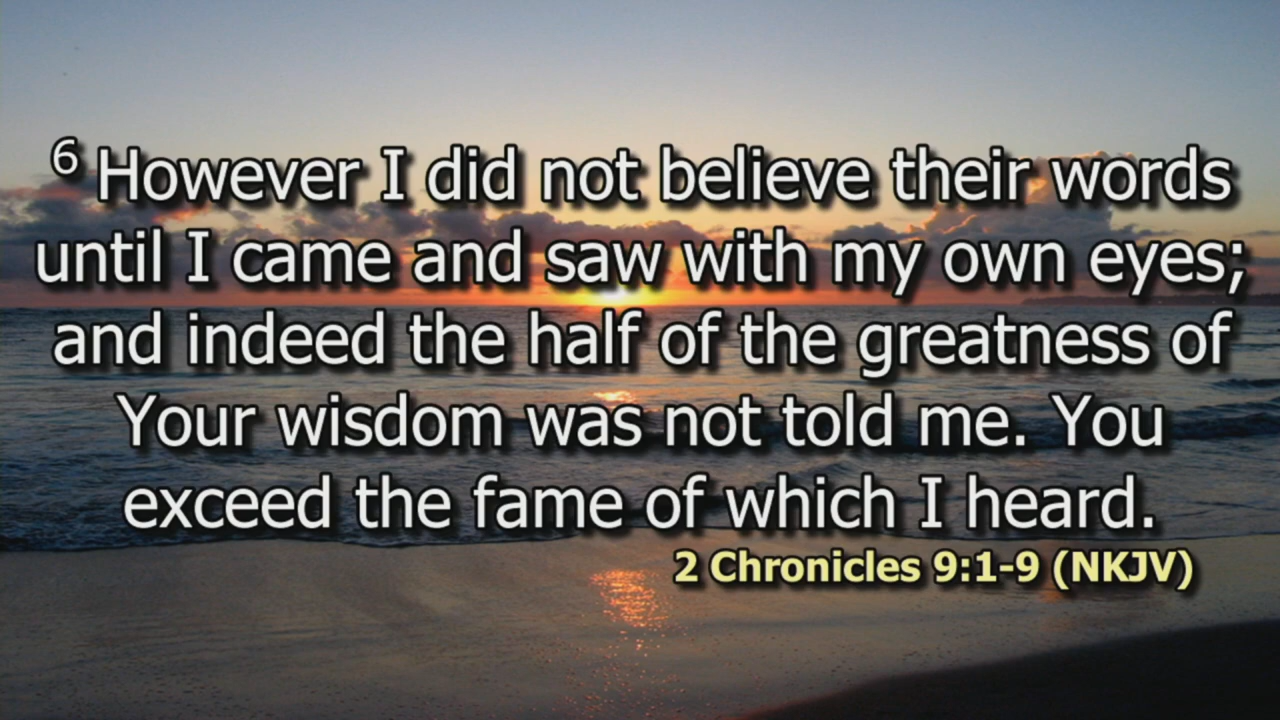 6 However I did not believe their words
until I came and saw with my own eyes;
and indeed the half of the greatness of
Your wisdom was not told me. You
exceed the fame of which I heard.
2 Chronicles 9:1-9 (NKJV)